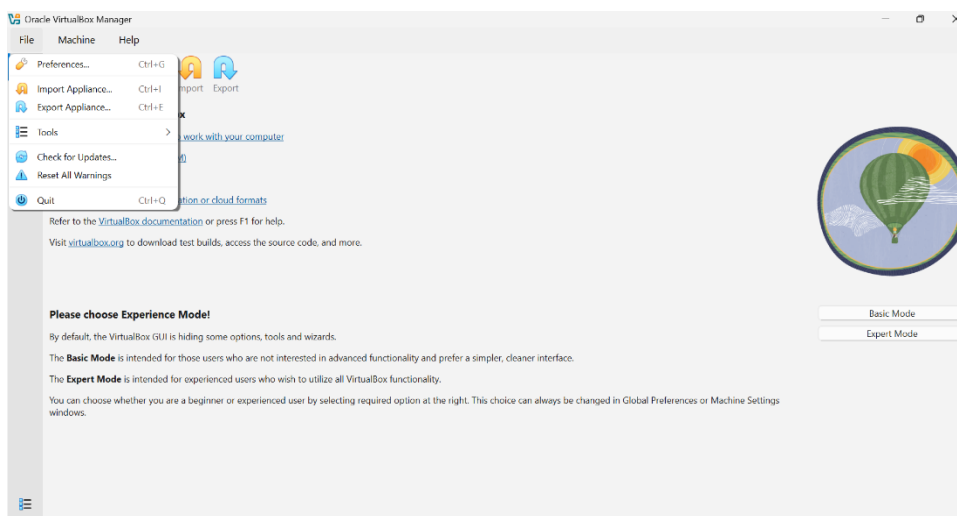 Oracle VirtualBox Manager
File Machine Help
Preferences... Ctrl+G
Import Appliance... Ctrl+I
Export Appliance... Ctrl+E
Tools
Check for Updates...
Reset All Warnings
Quit Ctrl+Q
Export
work with your computer
or cloud formats
Refer to the VirtualBox documentation or press F1 for help.
Visit virtualbox.org to download test builds, access the source code, and more.
Please choose Experience Mode!
By default, the VirtualBox GUI is hiding some options, tools and wizards.
The Basic Mode is intended for those users who are not interested in advanced functionality and prefer a simpler, cleaner interface.
The Expert Mode is intended for experienced users who wish to utilize all VirtualBox functionality.
You can choose whether you are a beginner or experienced user by selecting required option at the right. This choice can always be changed in Global Preferences or Machine Settings
windows.
Basic Mode
Expert Mode